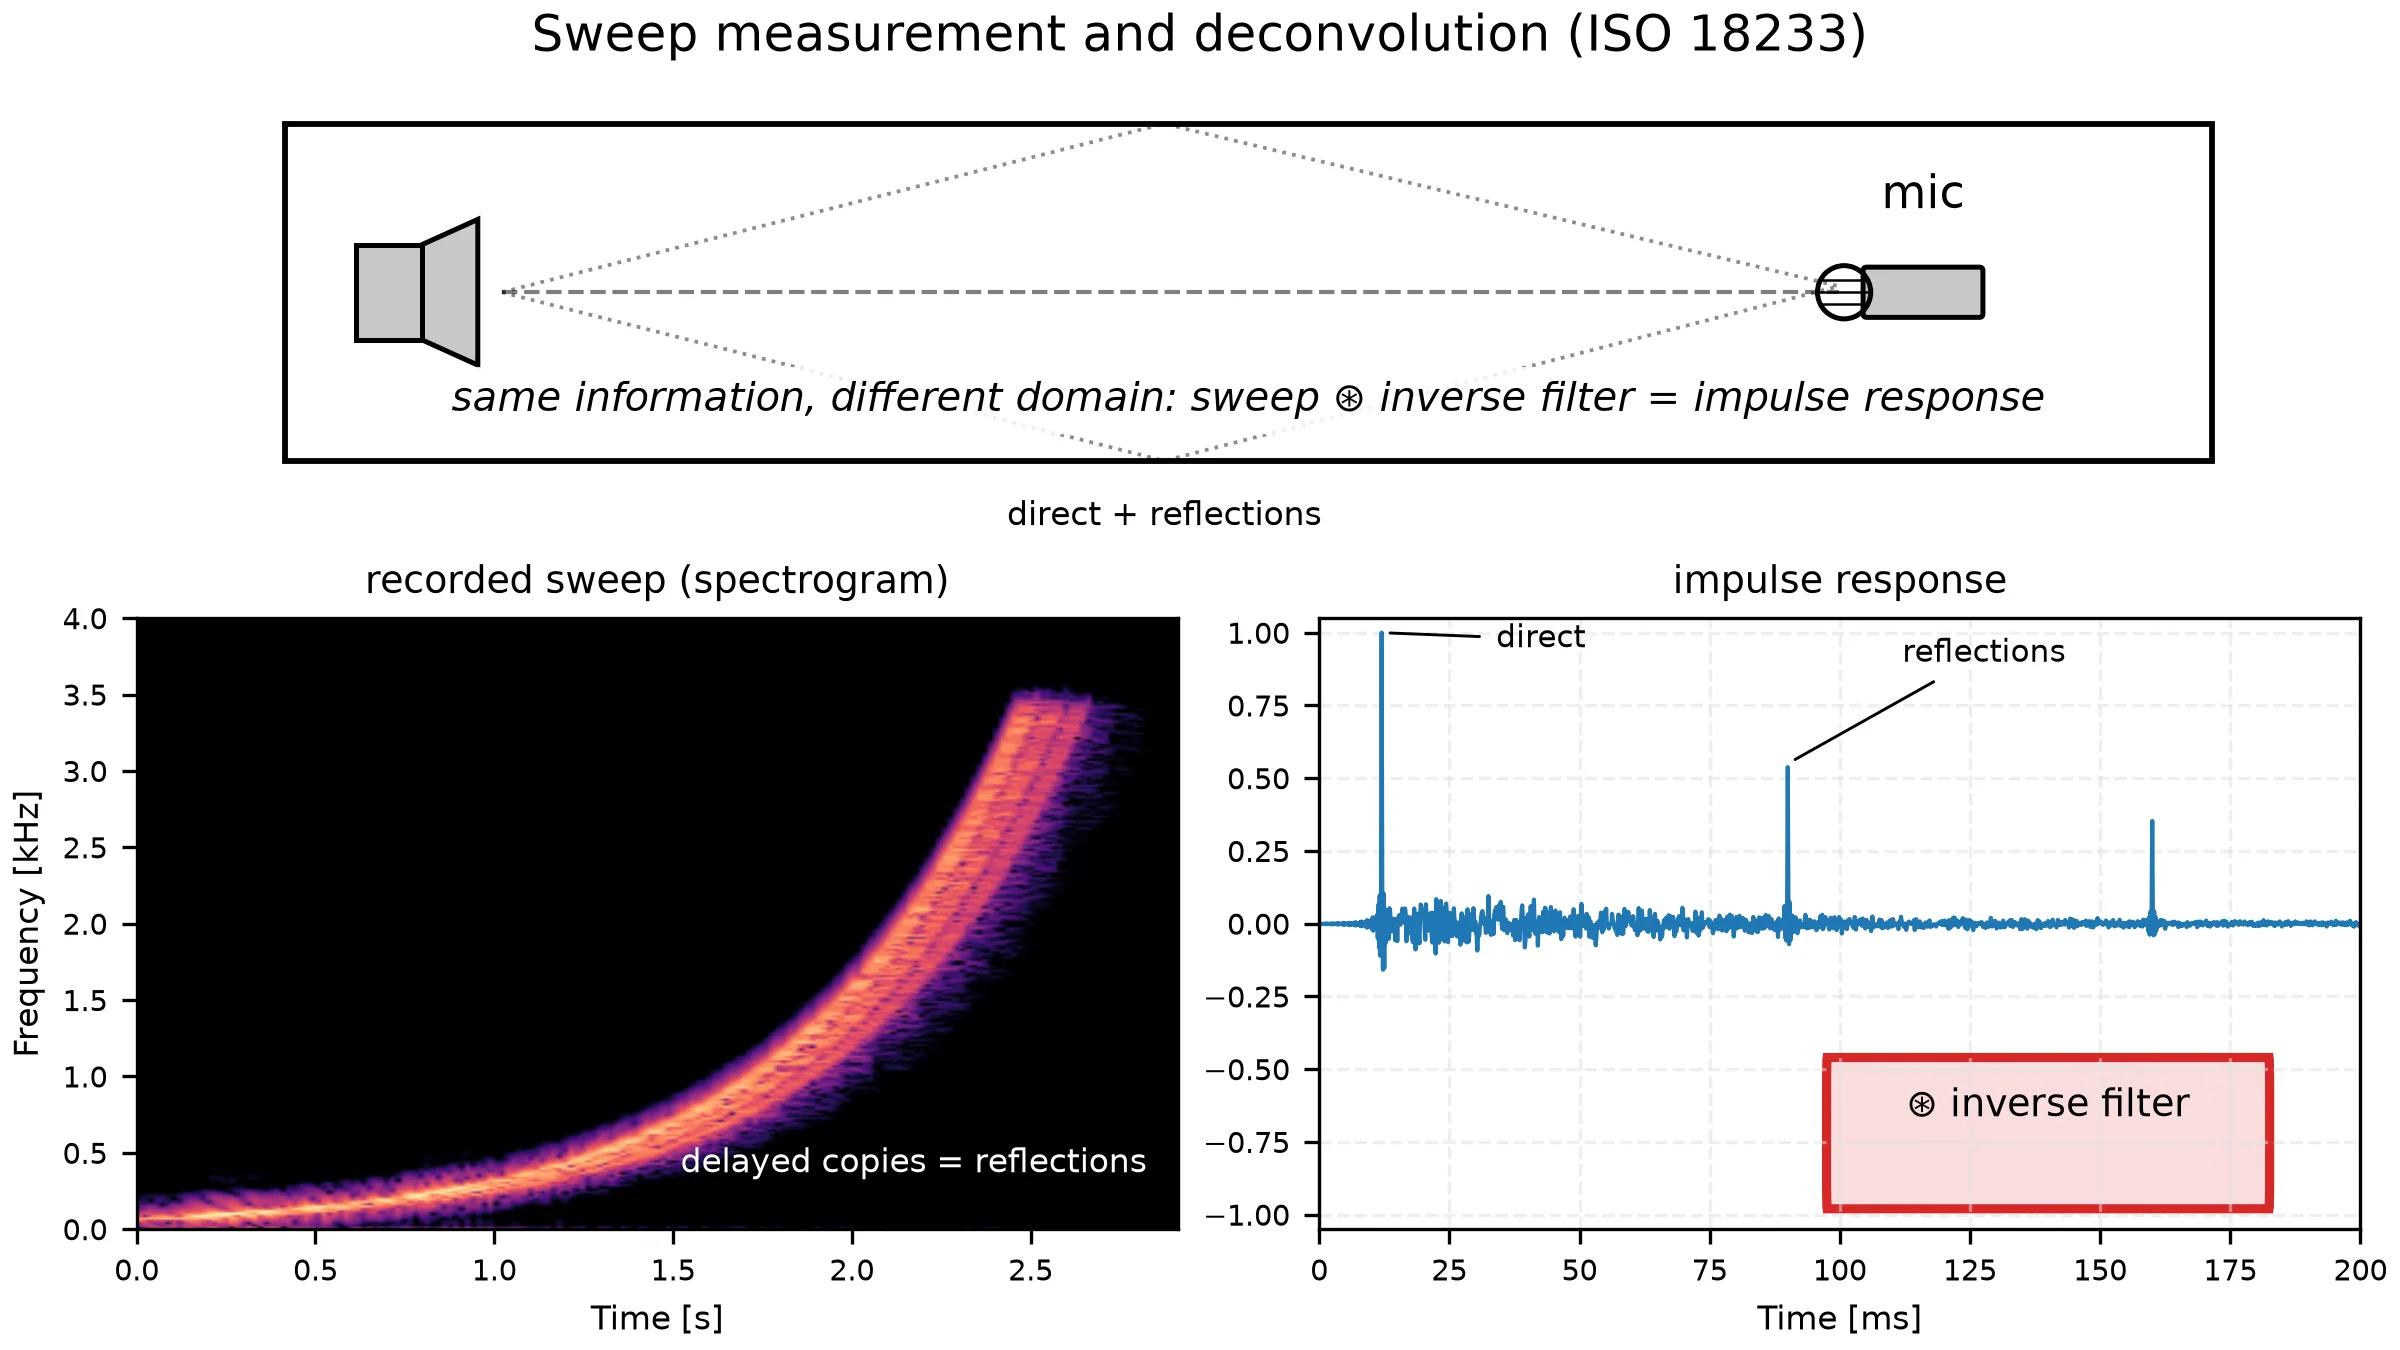 Sweep measurement and deconvolution (ISO 18233)
mic
same information, different domain: sweep ⊛ inverse filter = impulse response
direct + reflections
recorded sweep (spectrogram)
4.0
3.5
3.0
2.5
2.0
1.5
1.0
0.5
0.0
Frequency [kHz]
delayed copies = reflections
0.0 0.5 1.0 1.5 2.0 2.5
Time [s]
impulse response
1.00
0.75
0.50
0.25
0.00
−0.25
−0.50
−0.75
−1.00
direct
reflections
⊛ inverse filter
0 25 50 75 100 125 150 175 200
Time [ms]